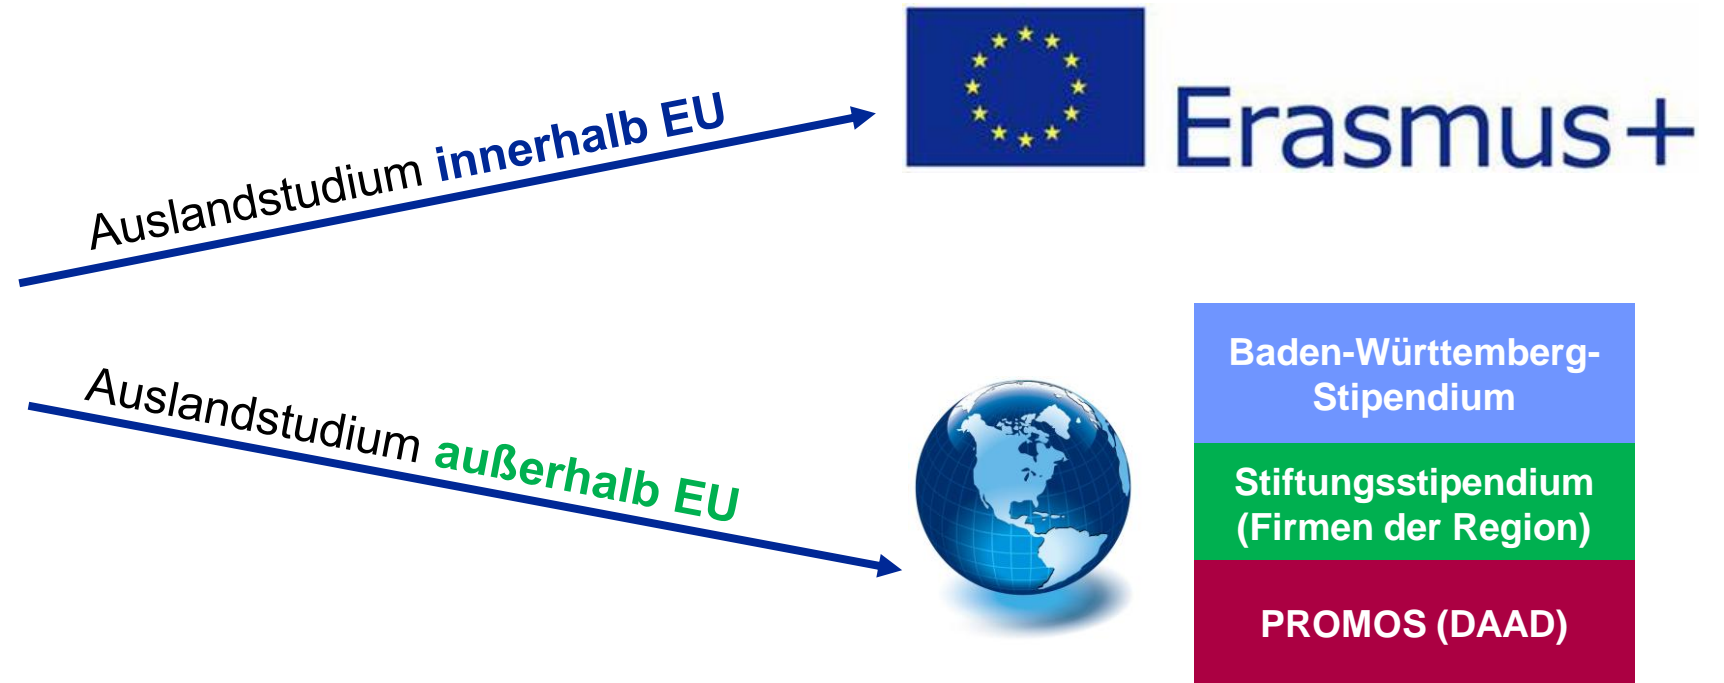 Auslandstudium innerhalb EU
Erasmus+
Auslandstudium außerhalb EU
Baden-Württemberg-
Stipendium
Stiftungsstipendium
(Firmen der Region)
PROMOS (DAAD)